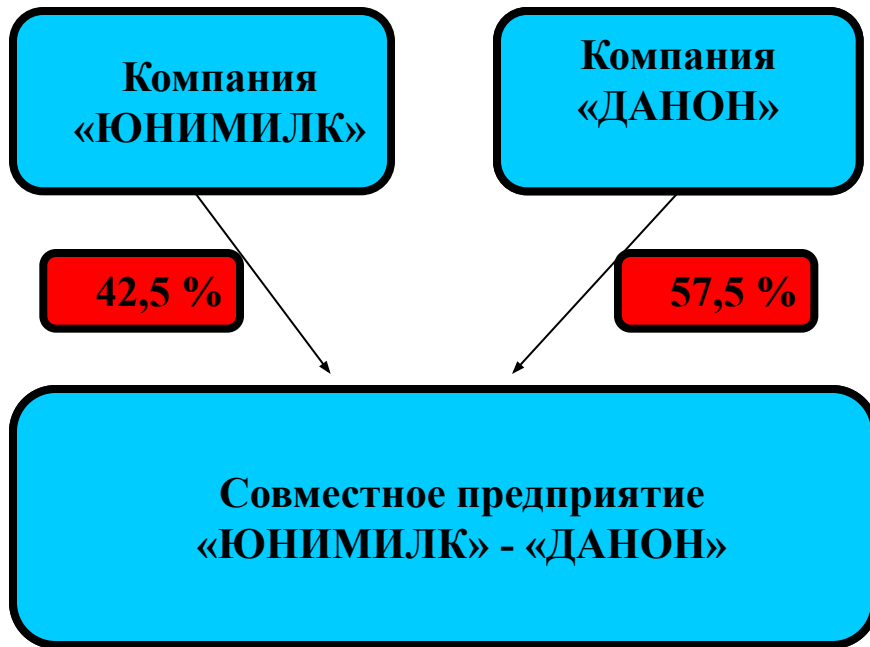 Компания
«ЮНИМИЛК»
Компания
«ДАНОН»
42,5 %
57,5 %
Совместное предприятие
«ЮНИМИЛК» - «ДАНОН»